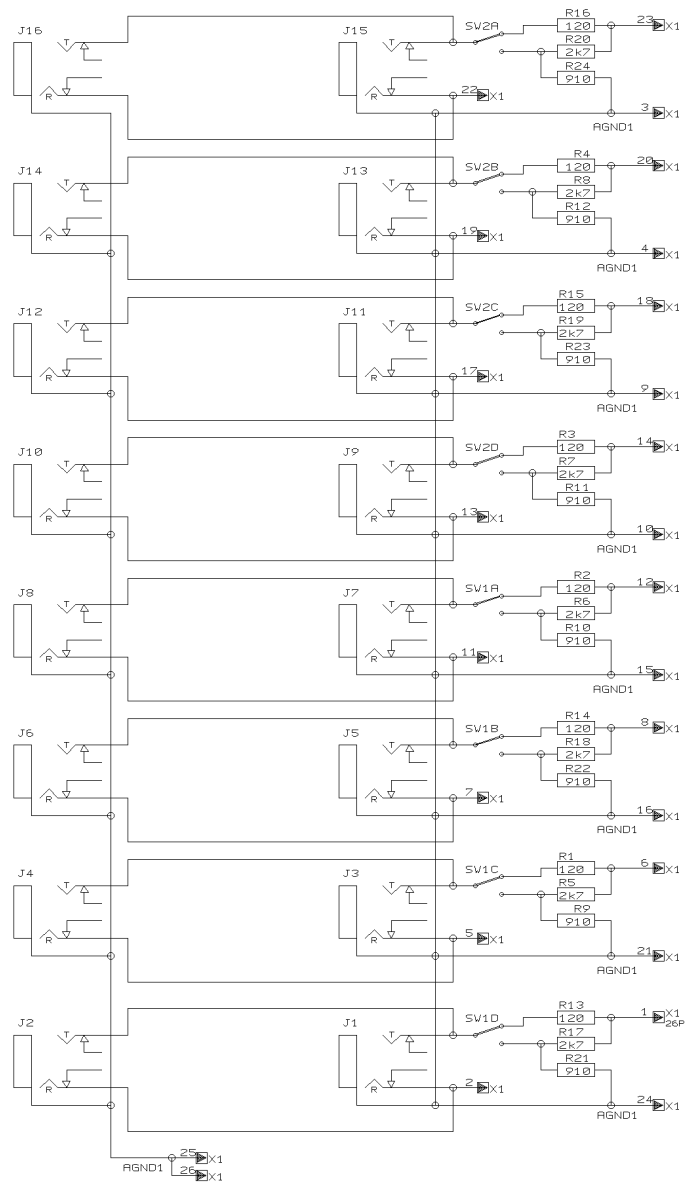 R16
J16 T J15 T SW2A 120 23 X1
R20
2k7
R24
910
R R 22 X1
3 X1
AGND1
R4
J14 T J13 T SW2B 120 20 X1
R8
2k7
R12
910
R R 19 X1
4 X1
AGND1
R15
J12 T J11 T SW2C 120 18 X1
R19
2k7
R23
910
R R 17 X1
9 X1
AGND1
R3
J10 T J9 T SW2D 120 14 X1
R7
2k7
R11
910
R R 13 X1
10 X1
AGND1
R2
J8 T J7 T SW1A 120 12 X1
R6
2k7
R10
910
R R 11 X1
15 X1
AGND1
R14
J6 T J5 T SW1B 120 8 X1
R18
2k7
R22
910
R R 7 X1
16 X1
AGND1
R1
J4 T J3 T SW1C 120 6 X1
R5
2k7
R9
910
R R 5 X1
21 X1
AGND1
R13
J2 T J1 T SW1D 120 1 X1
26P
R17
2k7
R21
910
R R 2 X1
24 X1
AGND1
AGND1 25 X1
26 X1